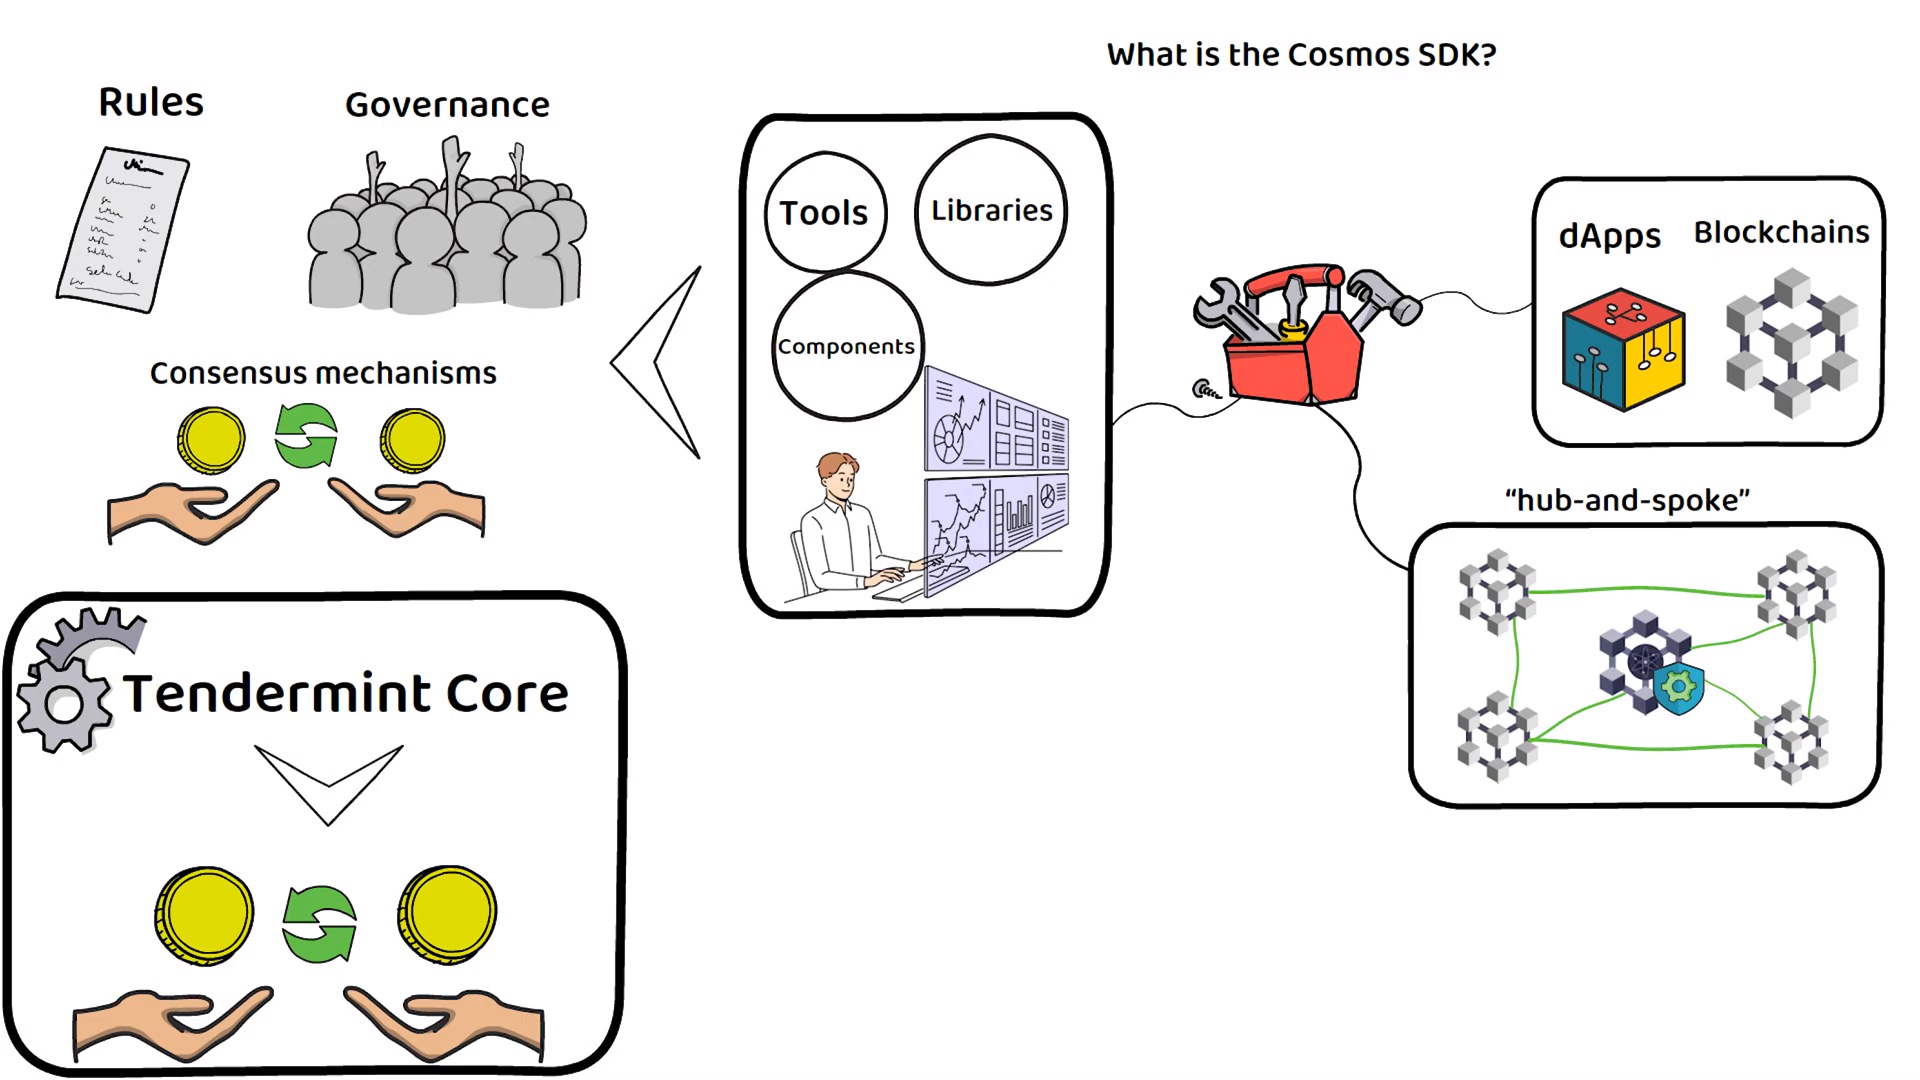 What is the Cosmos SDK?
Rules
Governance
Consensus mechanisms
Tools
Libraries
Components
dApps
Blockchains
“hub-and-spoke”
Tendermint Core